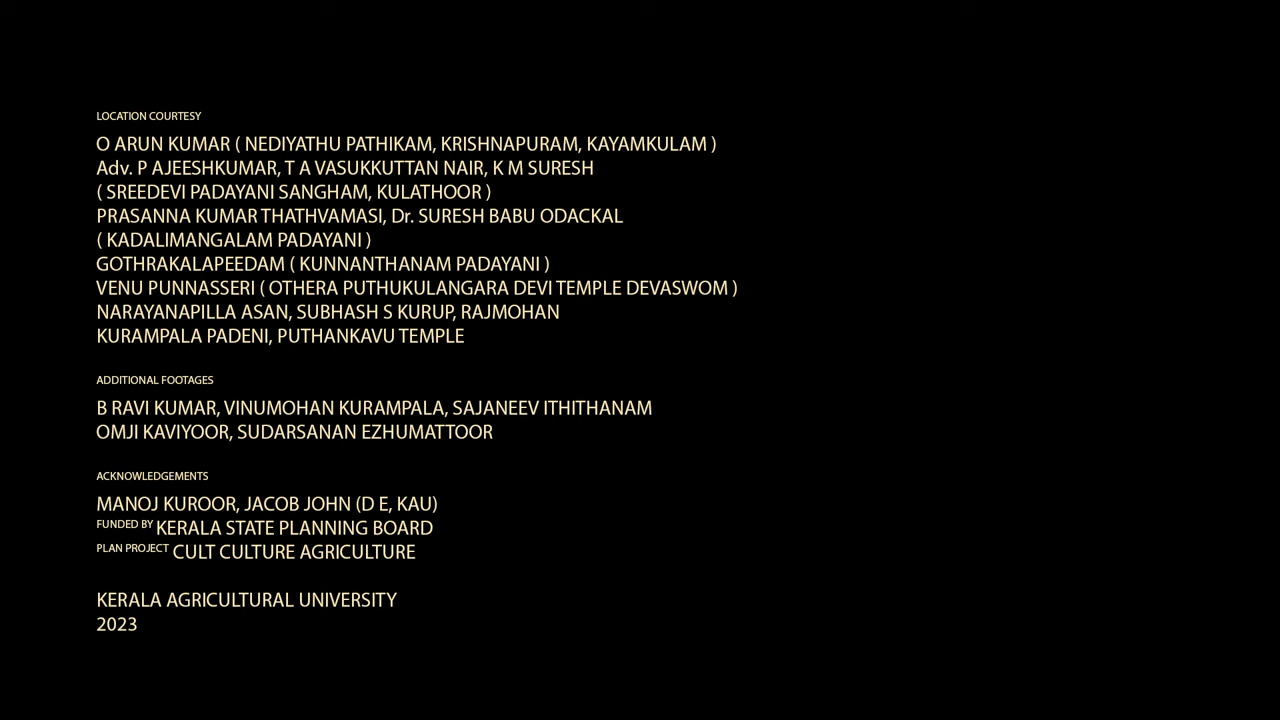 LOCATION COURTESY
O ARUN KUMAR ( NEDIYATHU PATHIKAM, KRISHNAPURAM, KAYAMKULAM )
Adv. P AJEESHKUMAR, T A VASUKKUTTAN NAIR, K M SURESH
( SREEDEVI PADAYANI SANGHAM, KULATHOOR )
PRASANNA KUMAR THATHVAMASI, Dr. SURESH BABU ODACKAL
( KADALIMANGALAM PADAYANI )
GOTHRAKALAPEEDAM ( KUNNANTHANAM PADAYANI )
VENU PUNNASSERI ( OTHERA PUTHUKULANGARA DEVI TEMPLE DEVASWOM )
NARAYANAPILLA ASAN, SUBHASH S KURUP, RAJMOHAN
KURAMPALA PADENI, PUTHANKAVU TEMPLE
ADDITIONAL FOOTAGES
B RAVI KUMAR, VINUMOHAN KURAMPALA, SAJANEEV ITHITHANAM
OMJI KAVIYOOR, SUDARSANAN EZHUMATTOOR
ACKNOWLEDGEMENTS
MANOJ KUROOR, JACOB JOHN (D E, KAU)
FUNDED BY KERALA STATE PLANNING BOARD
PLAN PROJECT CULT CULTURE AGRICULTURE
KERALA AGRICULTURAL UNIVERSITY
2023